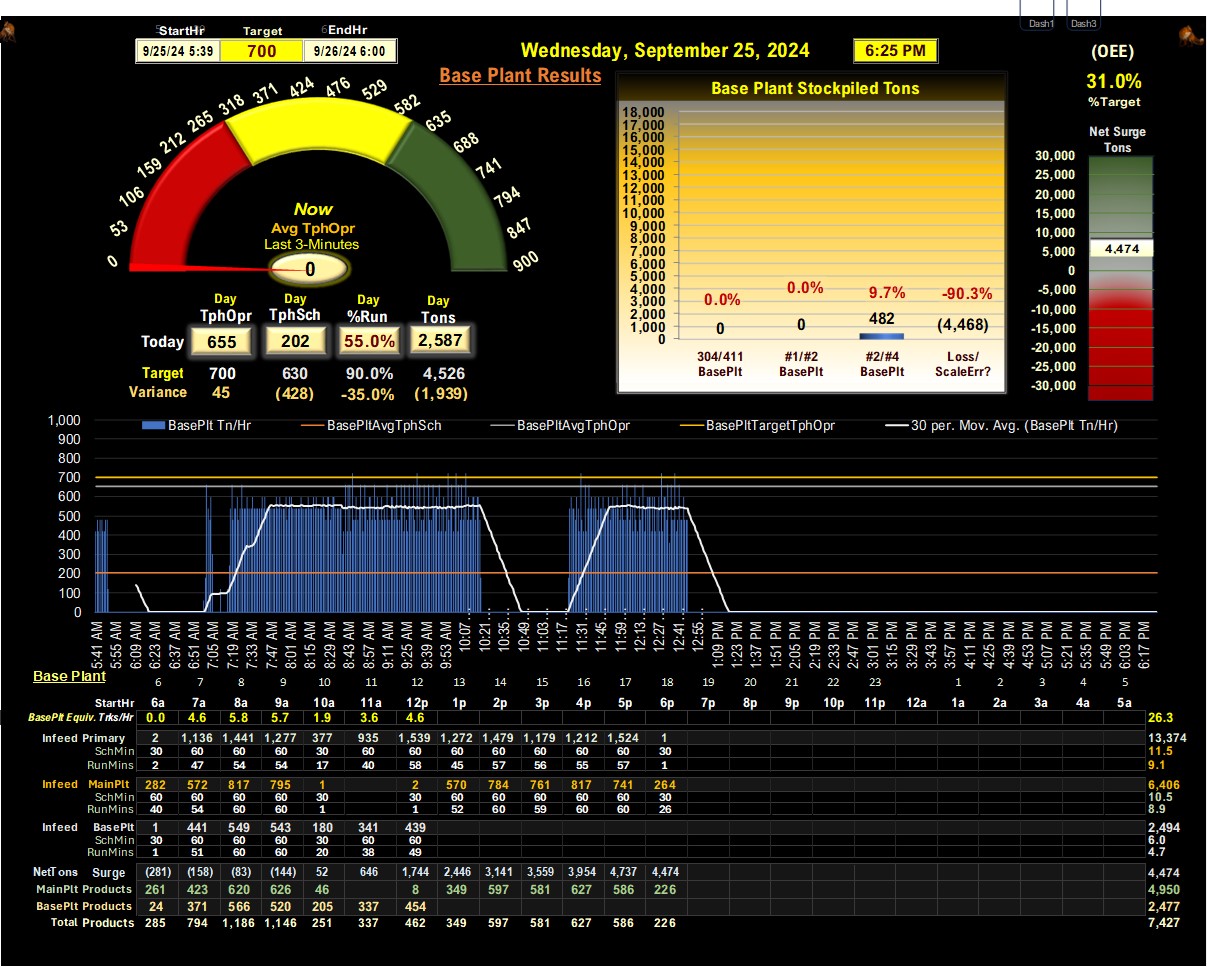 Dash1 Dash3
StartHr Target EndHr
9/25/24 5:39 700 9/26/24 6:00
Wednesday, September 25, 2024 6:25 PM
Base Plant Results
(OEE)
31.0%
%Target
Net Surge
Tons
30,000
25,000
20,000
15,000
10,000
5,000
0
-5,000
-10,000
-15,000
-20,000
-25,000
-30,000
4,474
0 53 106 159 212 265 318 371 424 476 529 582 635 688 741 794 847 900
Now
Avg TphOpr
Last 3-Minutes
0
Day Day Day Day
TphOpr TphSch %Run Tons
Today 655 202 55.0% 2,587
Target 700 630 90.0% 4,526
Variance 45 (428) -35.0% (1,939)
Base Plant Stockpiled Tons
18,000
17,000
16,000
15,000
14,000
13,000
12,000
11,000
10,000
9,000
8,000
7,000
6,000
5,000
4,000
3,000
2,000
1,000
0
0.0% 0.0% 9.7% -90.3%
0 0 482 (4,468)
304/411 #1/#2 #2/#4 Loss/
BasePlt BasePlt BasePlt ScaleErr?
BasePlt Tn/Hr BasePltAvgTphSch BasePltAvgTphOpr BasePltTargetTphOpr 30 per. Mov. Avg. (BasePlt Tn/Hr)
1,000
900
800
700
600
500
400
300
200
100
0
5:41 AM 5:55 AM 6:09 AM 6:23 AM 6:37 AM 6:51 AM 7:05 AM 7:19 AM 7:33 AM 7:47 AM 8:01 AM 8:15 AM 8:29 AM 8:43 AM 8:57 AM 9:11 AM 9:25 AM 9:39 AM 9:53 AM 10:07… 10:21… 10:35… 10:49… 11:03… 11:17… 11:31… 11:45… 11:59… 12:13… 12:27… 12:41… 12:55… 1:09 PM 1:23 PM 1:37 PM 1:51 PM 2:05 PM 2:19 PM 2:33 PM 2:47 PM 3:01 PM 3:15 PM 3:29 PM 3:43 PM 3:57 PM 4:11 PM 4:25 PM 4:39 PM 4:53 PM 5:07 PM 5:21 PM 5:35 PM 5:49 PM 6:03 PM 6:17 PM
Base Plant
6 7 8 9 10 11 12 13 14 15 16 17 18 19 20 21 22 23 1 2 3 4 5
StartHr 6a 7a 8a 9a 10a 11a 12p 1p 2p 3p 4p 5p 6p 7p 8p 9p 10p 11p 12a 1a 2a 3a 4a 5a
BasePlt Equiv. Trks/Hr 0.0 4.6 5.8 5.7 1.9 3.6 4.6 26.3
Infeed Primary 2 1,136 1,441 1,277 377 935 1,539 1,272 1,479 1,179 1,212 1,524 1 13,374
SchMin 30 60 60 60 30 60 60 60 60 60 60 60 30 11.5
RunMins 2 47 54 54 17 40 58 45 57 56 55 57 1 9.1
Infeed MainPlt 282 572 817 795 1 2 570 784 761 817 741 264 6,406
SchMin 60 60 60 60 30 30 60 60 60 60 60 30 10.5
RunMins 40 54 60 60 1 1 52 60 59 60 60 26 8.9
Infeed BasePlt 1 441 549 543 180 341 439 2,494
SchMin 30 60 60 60 30 60 60 6.0
RunMins 1 51 60 60 20 38 49 4.7
NetTons Surge (281) (158) (83) (144) 52 646 1,744 2,446 3,141 3,559 3,954 4,737 4,474 4,474
MainPlt Products 261 423 620 626 46 8 349 597 581 627 586 226 4,950
BasePlt Products 24 371 566 520 205 337 454 2,477
Total Products 285 794 1,186 1,146 251 337 462 349 597 581 627 586 226 7,427